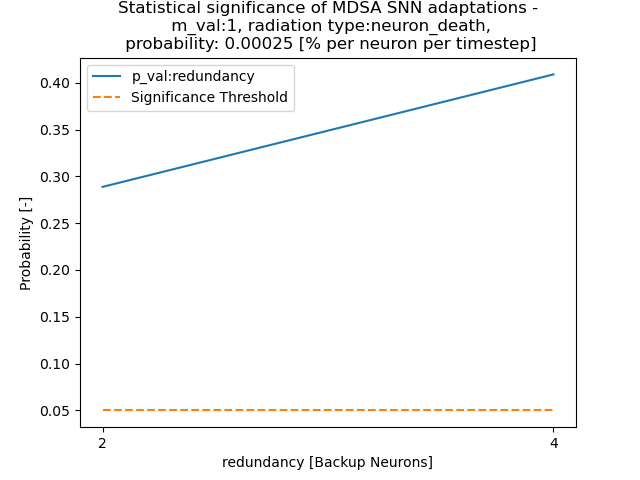 Statistical significance of MDSA SNN adaptations -
m_val:1, radiation type:neuron_death,
probability: 0.00025 [% per neuron per timestep]
p_val:redundancy
Significance Threshold
0.40
0.35
0.30
0.25
0.20
0.15
0.10
0.05
Probability [-]
2
4
redundancy [Backup Neurons]